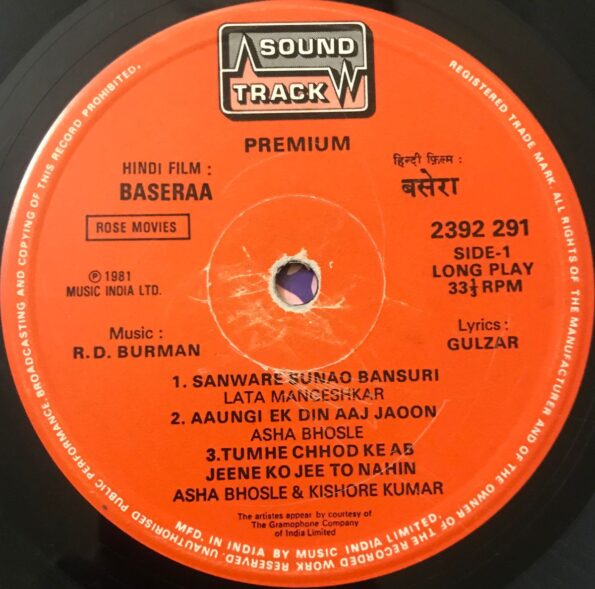 SOUND
TRACK
PREMIUM
HINDI FILM :
BASERAA
हिन्दी फ़िल्म :
बसेरा
ROSE MOVIES
2392 291
SIDE-1
LONG PLAY
33⅓ RPM
℗ 1981
MUSIC INDIA LTD.
Music :
R.D. BURMAN
Lyrics :
GULZAR
1. SANWARE SUNAO BANSURI
LATA MANGESHKAR
2. AAUNGI EK DIN AAJ JAOON
ASHA BHOSLE
3.TUMHE CHHOD KE AB
JEENE KO JEE TO NAHIN
ASHA BHOSLE & KISHORE KUMAR
The artistes appear by courtesy of
The Gramophone Company
of India Limited
MFD. IN INDIA BY MUSIC INDIA LIMITED.
UNAUTHORISED PUBLIC PERFORMANCE. BROADCASTING AND COPYING OF THIS RECORD PROHIBITED.
REGISTERED TRADE MARK. ALL RIGHTS OF THE MANUFACTURER AND OF THE OWNER OF THE RECORDED WORK RESERVED.